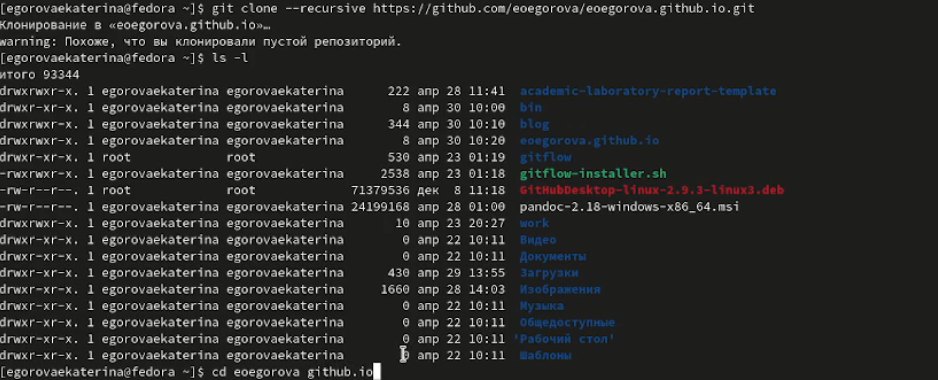 [egorovaekaterina@fedora ~]$ git clone --recursive https://github.com/eoegorova/eoegorova.github.io.git
Клонирование в «eoegorova.github.io»…
warning: Похоже, что вы клонировали пустой репозиторий.
[egorovaekaterina@fedora ~]$ ls -l
итого 93344
drwxrwxr-x. 1 egorovaekaterina egorovaekaterina 222 апр 28 11:41 academic-laboratory-report-template
drwxr-xr-x. 1 egorovaekaterina egorovaekaterina 8 апр 30 10:00 bin
drwxrwxr-x. 1 egorovaekaterina egorovaekaterina 344 апр 30 10:10 blog
drwxrwxr-x. 1 egorovaekaterina egorovaekaterina 8 апр 30 10:20 eoegorova.github.io
drwxr-xr-x. 1 root root 530 апр 23 01:19 gitflow
-rwxrwxr-x. 1 egorovaekaterina egorovaekaterina 2538 апр 23 01:18 gitflow-installer.sh
-rw-r--r--. 1 root root 71379536 дек 8 11:18 GitHubDesktop-linux-2.9.3-linux3.deb
-rw-r--r--. 1 egorovaekaterina egorovaekaterina 24199168 апр 28 01:00 pandoc-2.18-windows-x86_64.msi
drwxrwxr-x. 1 egorovaekaterina egorovaekaterina 10 апр 23 20:27 work
drwxr-xr-x. 1 egorovaekaterina egorovaekaterina 0 апр 22 10:11 Видео
drwxr-xr-x. 1 egorovaekaterina egorovaekaterina 0 апр 22 10:11 Документы
drwxr-xr-x. 1 egorovaekaterina egorovaekaterina 430 апр 29 13:55 Загрузки
drwxr-xr-x. 1 egorovaekaterina egorovaekaterina 1660 апр 28 14:03 Изображения
drwxr-xr-x. 1 egorovaekaterina egorovaekaterina 0 апр 22 10:11 Музыка
drwxr-xr-x. 1 egorovaekaterina egorovaekaterina 0 апр 22 10:11 Общедоступные
drwxr-xr-x. 1 egorovaekaterina egorovaekaterina 0 апр 22 10:11 'Рабочий стол'
drwxr-xr-x. 1 egorovaekaterina egorovaekaterina 0 апр 22 10:11 Шаблоны
[egorovaekaterina@fedora ~]$ cd eoegorova github.io